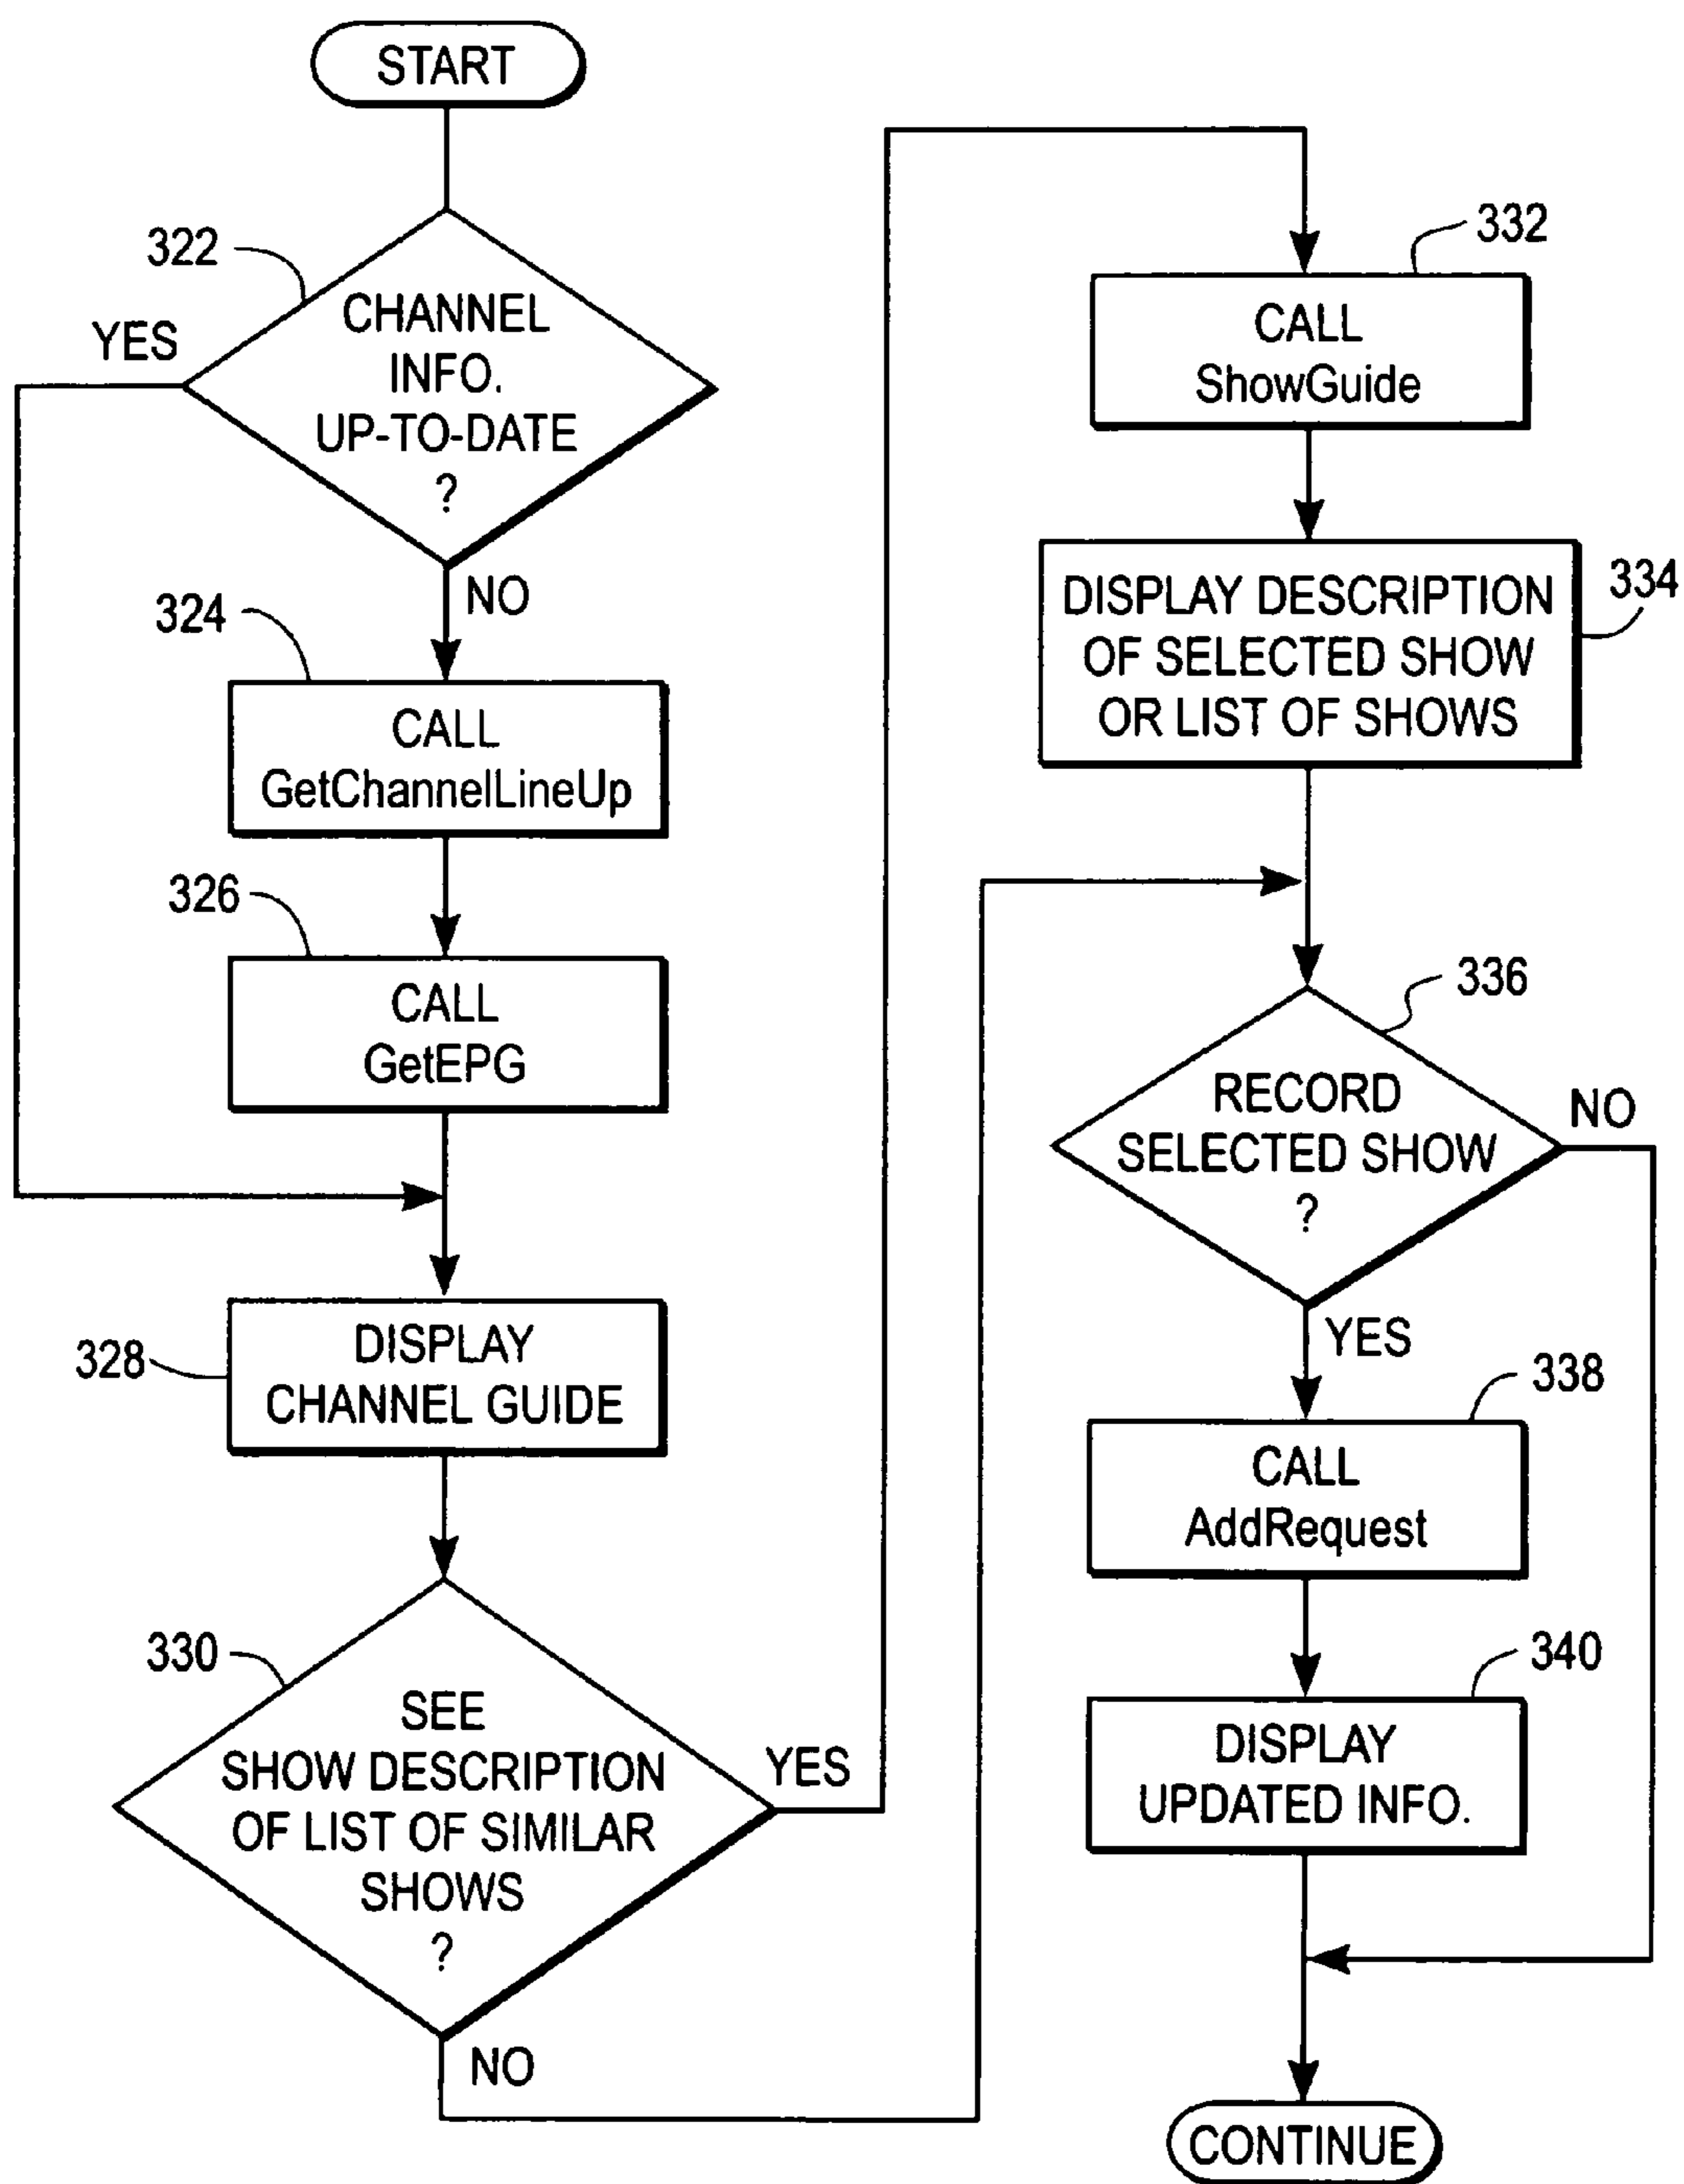 START
322
CHANNEL
INFO.
UP-TO-DATE
?
YES
NO
324
CALL
GetChannelLineUp
326
CALL
GetEPG
328
DISPLAY
CHANNEL GUIDE
330
SEE
SHOW DESCRIPTION
OF LIST OF SIMILAR
SHOWS
?
YES
NO
332
CALL
ShowGuide
334
DISPLAY DESCRIPTION
OF SELECTED SHOW
OR LIST OF SHOWS
336
RECORD
SELECTED SHOW
?
NO
YES
338
CALL
AddRequest
340
DISPLAY
UPDATED INFO.
CONTINUE